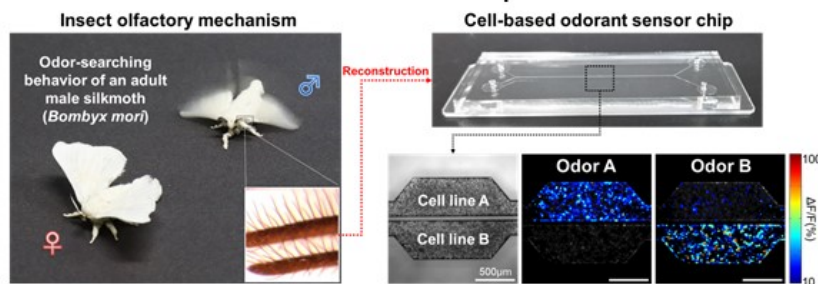 Insect olfactory mechanism
Cell-based odorant sensor chip
Odor-searching
behavior of an adult
male silkmoth
(Bombyx mori)
♂
♀
Reconstruction
Cell line A
Cell line B
500μm
Odor A
Odor B
100
ΔF/F(%)
10